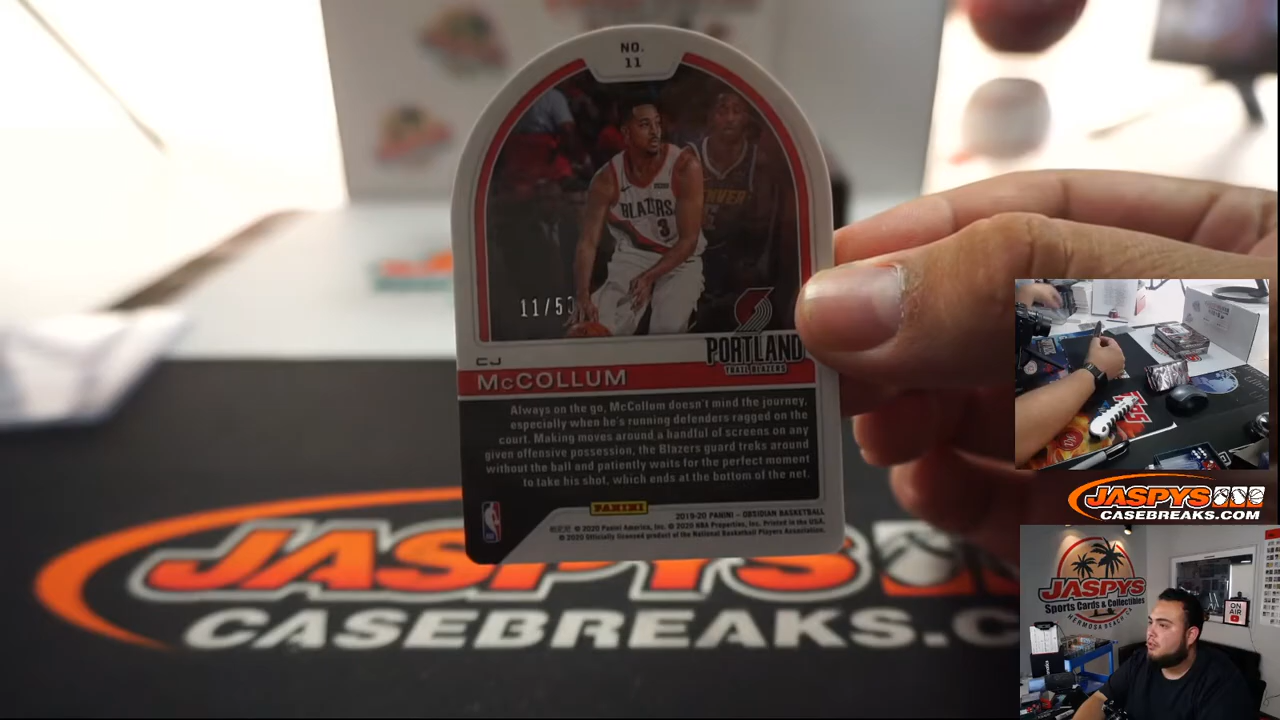 NO.
11
BLAZERS
3
11/5
CJ
McCOLLUM
PORTLAND
TRAIL BLAZERS
Always on the go, McCollum doesn't mind the journey,
especially when he's running defenders ragged on the
court. Making moves around a handful of screens on any
given offensive possession, the Blazers guard treks around
without the ball and patiently waits for the perfect moment
to take his shot, which ends at the bottom of the net.
PANINI
2019-20 PANINI – OBSIDIAN BASKETBALL
© 2020 Panini America, Inc. © 2020 NBA Properties, Inc. Printed in the USA.
© 2020 Officially licensed product of the National Basketball Players Association.
JASPYS
CASEBREAKS.C
JASPYS
CASEBREAKS.COM
JASPYS
Sports Cards & Collectibles
HERMOSA BEACH, CA
ON
AIR